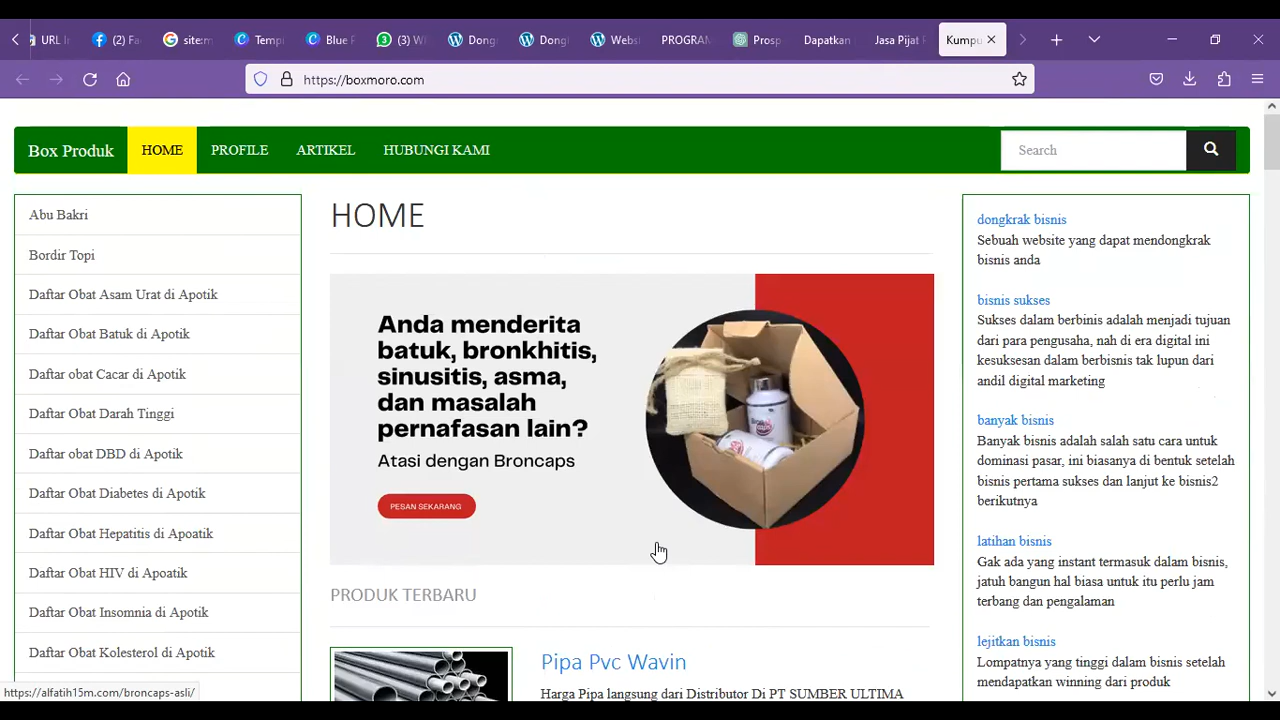 URL In
(2) Fa
site:m
Temp
Blue
(3) W
Dong
Dong
Websi
PROGRAM
Prosp
Dapatkan
Jasa Pijat
Kumpu
https://boxmoro.com
Box Produk
HOME
PROFILE
ARTIKEL
HUBUNGI KAMI
Search
Abu Bakri
Bordir Topi
Daftar Obat Asam Urat di Apotik
Daftar Obat Batuk di Apotik
Daftar obat Cacar di Apotik
Daftar Obat Darah Tinggi
Daftar obat DBD di Apotik
Daftar Obat Diabetes di Apotik
Daftar Obat Hepatitis di Apoatik
Daftar Obat HIV di Apoatik
Daftar Obat Insomnia di Apotik
Daftar Obat Kolesterol di Apotik
https://alfatih15m.com/broncaps-asli/
HOME
Anda menderita
batuk, bronkhitis,
sinusitis, asma,
dan masalah
pernafasan lain?
Atasi dengan Broncaps
PESAN SEKARANG
PRODUK TERBARU
Pipa Pvc Wavin
Harga Pipa langsung dari Distributor Di PT SUMBER ULTIMA
dongkrak bisnis
Sebuah website yang dapat mendongkrak
bisnis anda
bisnis sukses
Sukses dalam berbinis adalah menjadi tujuan
dari para pengusaha, nah di era digital ini
kesuksesan dalam berbisnis tak lupun dari
andil digital marketing
banyak bisnis
Banyak bisnis adalah salah satu cara untuk
dominasi pasar, ini biasanya di bentuk setelah
bisnis pertama sukses dan lanjut ke bisnis2
berikutnya
latihan bisnis
Gak ada yang instant termasuk dalam bisnis,
jatuh bangun hal biasa untuk itu perlu jam
terbang dan pengalaman
lejitkan bisnis
Lompatnya yang tinggi dalam bisnis setelah
mendapatkan winning dari produk